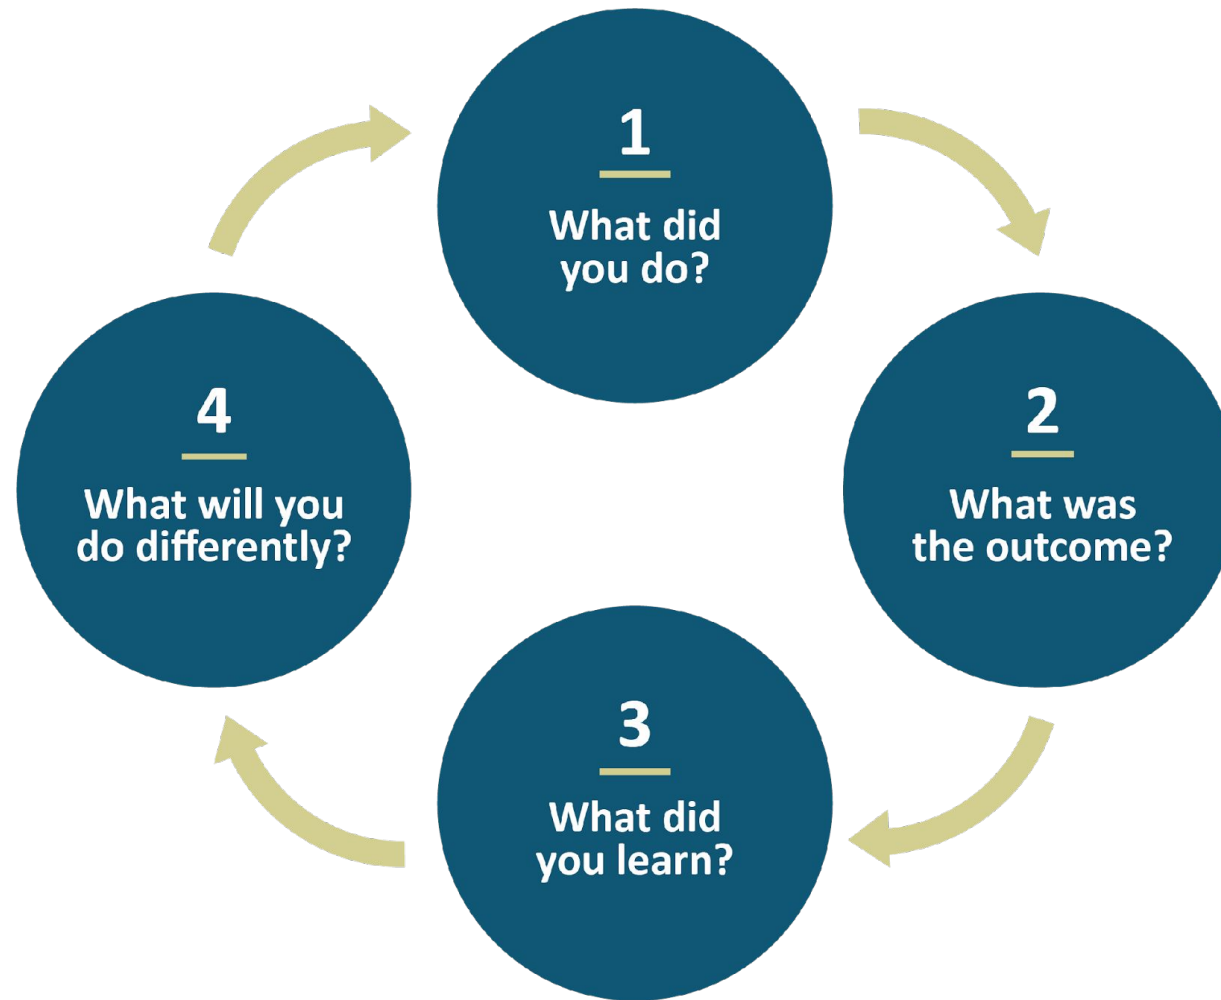 1
What did
you do?
2
What was
the outcome?
3
What did
you learn?
4
What will you
do differently?